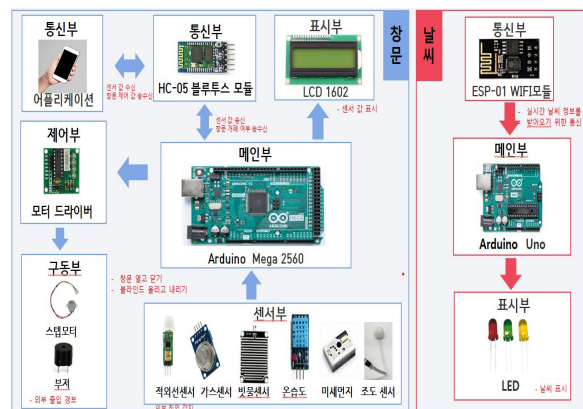 통신부
어플리케이션
센서 값 수신
창문 제어 값 송수신
통신부
HC-05 블루투스 모듈
표시부
LCD 1602
- 센서 값 표시
창문
센서 값 송신
창문 개폐 여부 송수신
제어부
모터 드라이버
메인부
Arduino Mega 2560
구동부
스텝모터
부저
- 외부 출입 경보
- 창문 열고 닫기
- 블라인드 올리고 내리기
센서부
적외선센서
가스센서
빗물센서
온습도
미세먼지
조도 센서
날씨
통신부
ESP-01 WIFI모듈
- 실시간 날씨 정보를
받아오기 위한 통신
메인부
Arduino Uno
표시부
LED
- 날씨 표시